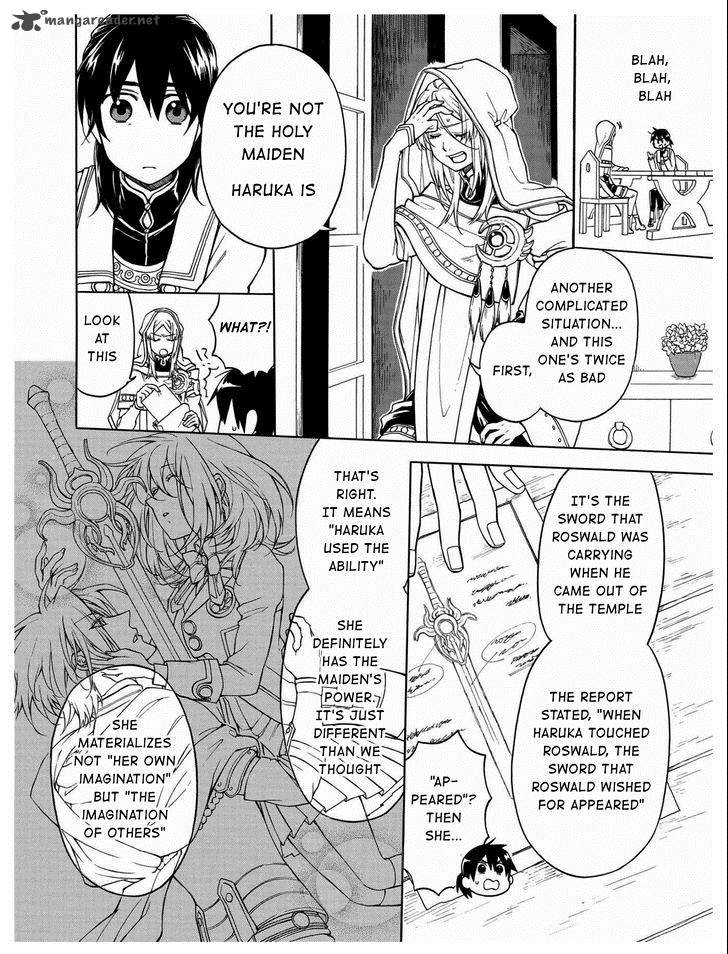 mangareader.net
BLAH,
BLAH,
BLAH
ANOTHER
COMPLICATED
SITUATION...
AND THIS
ONE'S TWICE
AS BAD
FIRST,
YOU'RE NOT
THE HOLY
MAIDEN
HARUKA IS
WHAT?!
LOOK
AT
THIS
IT'S THE
SWORD THAT
ROSWALD WAS
CARRYING
WHEN HE
CAME OUT OF
THE TEMPLE
THE REPORT
STATED, "WHEN
HARUKA TOUCHED
ROSWALD, THE
SWORD THAT
ROSWALD WISHED
FOR APPEARED"
"AP-
PEARED"?
THEN
SHE...
THAT'S
RIGHT.
IT MEANS
"HARUKA
USED THE
ABILITY"
SHE
DEFINITELY
HAS THE
MAIDEN'S
POWER.
IT'S JUST
DIFFERENT
THAN WE
THOUGHT
SHE
MATERIALIZES
NOT "HER OWN
IMAGINATION"
BUT "THE
IMAGINATION
OF OTHERS"